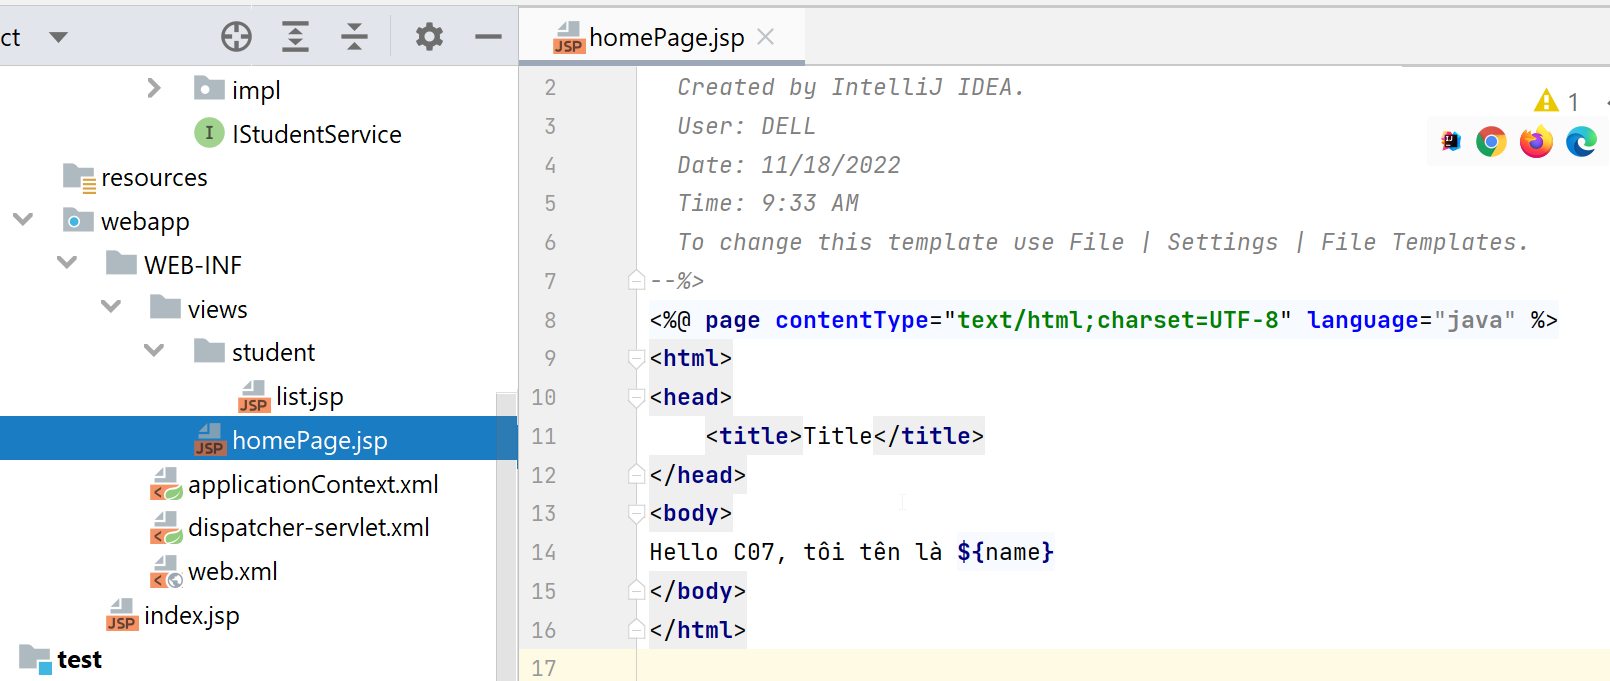 ct
impl
I IStudentService
resources
webapp
WEB-INF
views
student
JSP list.jsp
JSP homePage.jsp
applicationContext.xml
dispatcher-servlet.xml
web.xml
JSP index.jsp
test
JSP homePage.jsp
2 Created by IntelliJ IDEA.
3 User: DELL
4 Date: 11/18/2022
5 Time: 9:33 AM
6 To change this template use File | Settings | File Templates.
7 --%>
8 <%@ page contentType="text/html;charset=UTF-8" language="java" %>
9 <html>
10 <head>
11 <title>Title</title>
12 </head>
13 <body>
14 Hello C07, tôi tên là ${name}
15 </body>
16 </html>
17
1